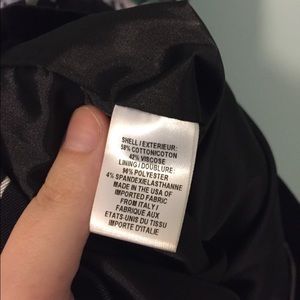 SHELL / EXTERIEUR:
58% COTTON/COTON
42% VISCOSE
LINING / DOUBLURE:
96% POLYESTER
4% SPANDEX/ELASTHANNE
MADE IN THE USA OF
IMPORTED FABRIC
FROM ITALY /
FABRIQUE AUX
ETATS-UNIS DU TISSU
IMPORTE D'ITALIE